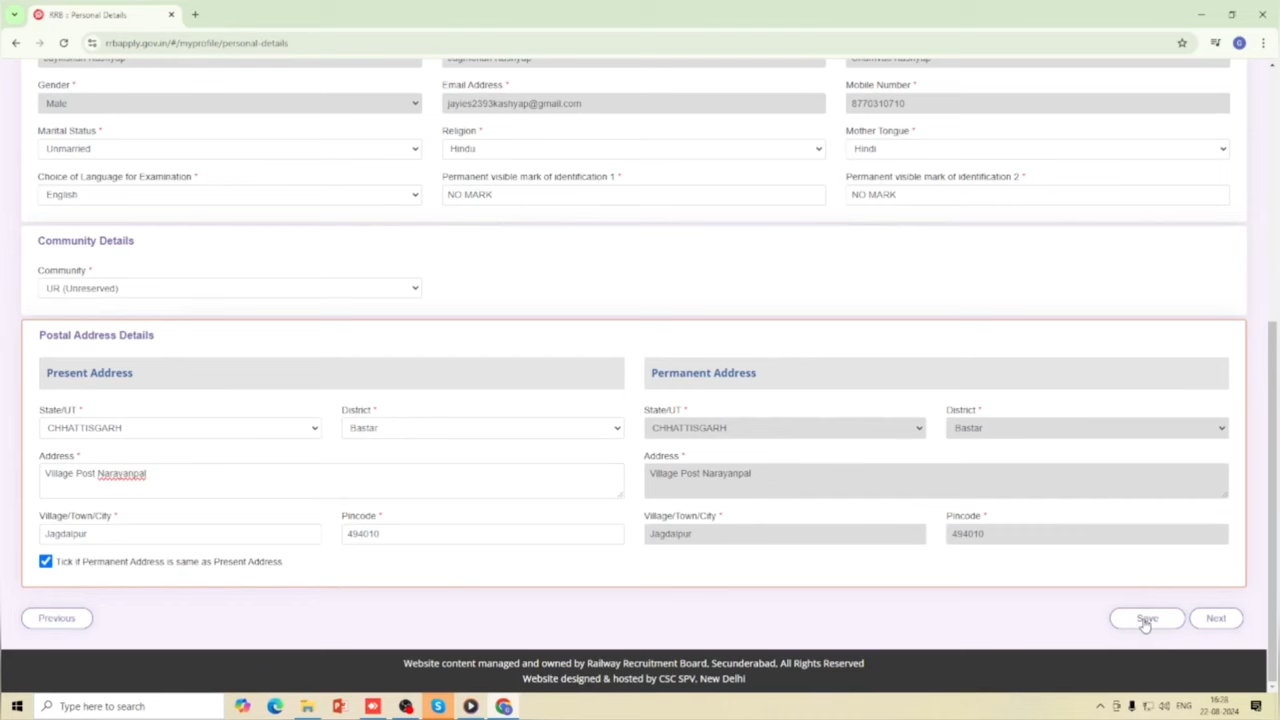 RRB : Personal Details
rrbapply.gov.in/#/myprofile/personal-details
G
Gender * Email Address * Mobile Number *
Male jayies2393kashyap@gmail.com 8770310710
Marital Status * Religion * Mother Tongue *
Unmarried Hindu Hindi
Choice of Language for Examination * Permanent visible mark of identification 1 * Permanent visible mark of identification 2 *
English NO MARK NO MARK
Community Details
Community *
UR (Unreserved)
Postal Address Details
Present Address Permanent Address
State/UT * District * State/UT * District *
CHHATTISGARH Bastar CHHATTISGARH Bastar
Address * Address *
Village Post Narayanpal Village Post Narayanpal
Village/Town/City * Pincode * Village/Town/City * Pincode *
Jagdalpur 494010 Jagdalpur 494010
Tick if Permanent Address is same as Present Address
Previous Save Next
Website content managed and owned by Railway Recruitment Board, Secunderabad, All Rights Reserved
Website designed & hosted by CSC SPV, New Delhi
Type here to search ENG 16:28
22-08-2024